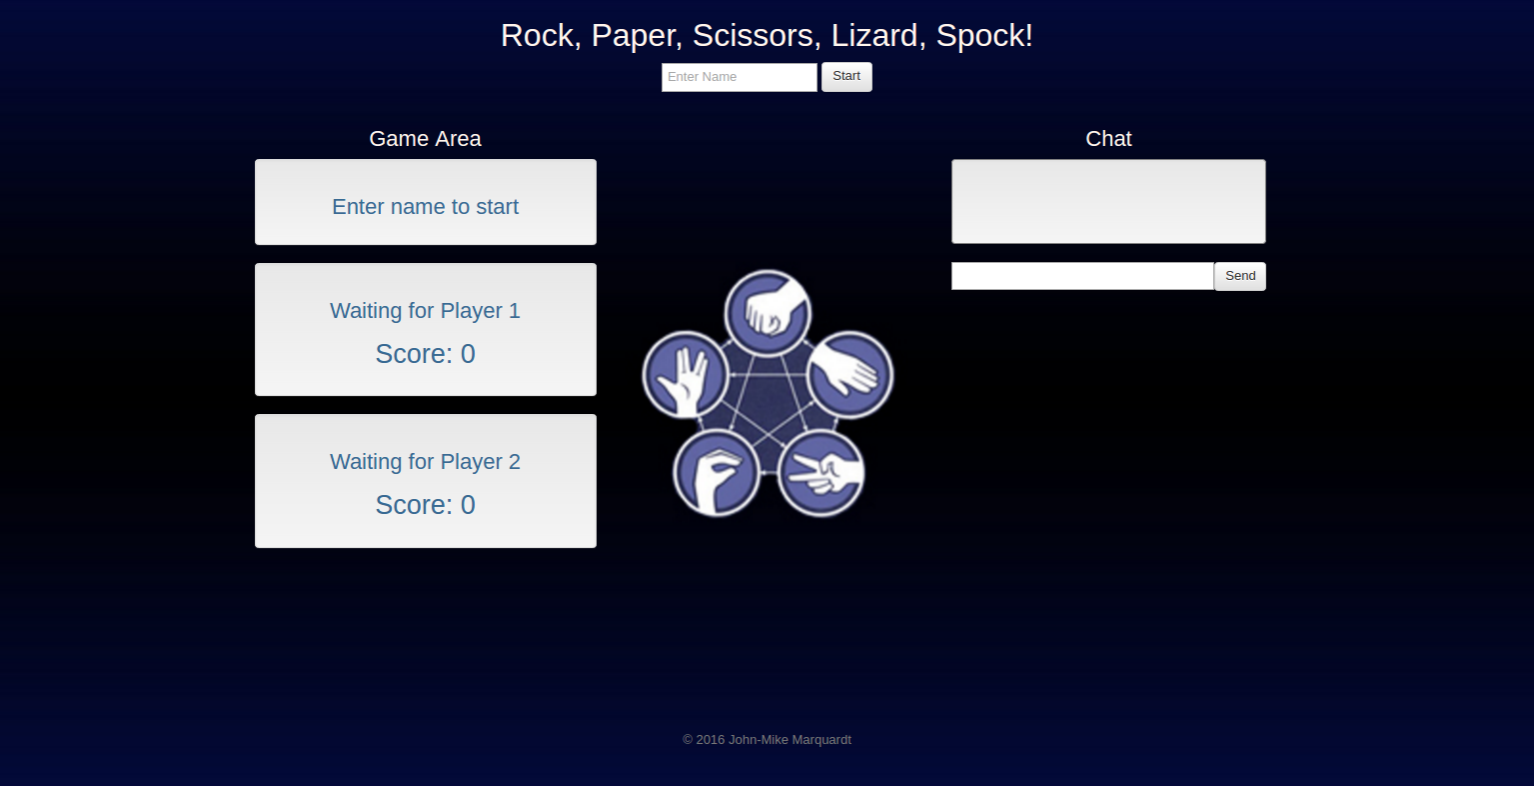 Rock, Paper, Scissors, Lizard, Spock!
Enter Name
Start
Game Area
Enter name to start
Waiting for Player 1
Score: 0
Waiting for Player 2
Score: 0
Chat
Send
© 2016 John-Mike Marquardt